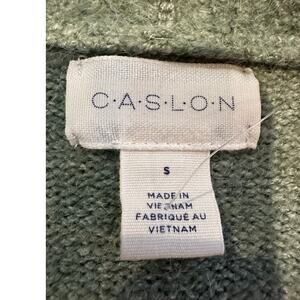 C·A·S·L·O·N
S
MADE IN
VIETNAM
FABRIQUÉ AU
VIETNAM